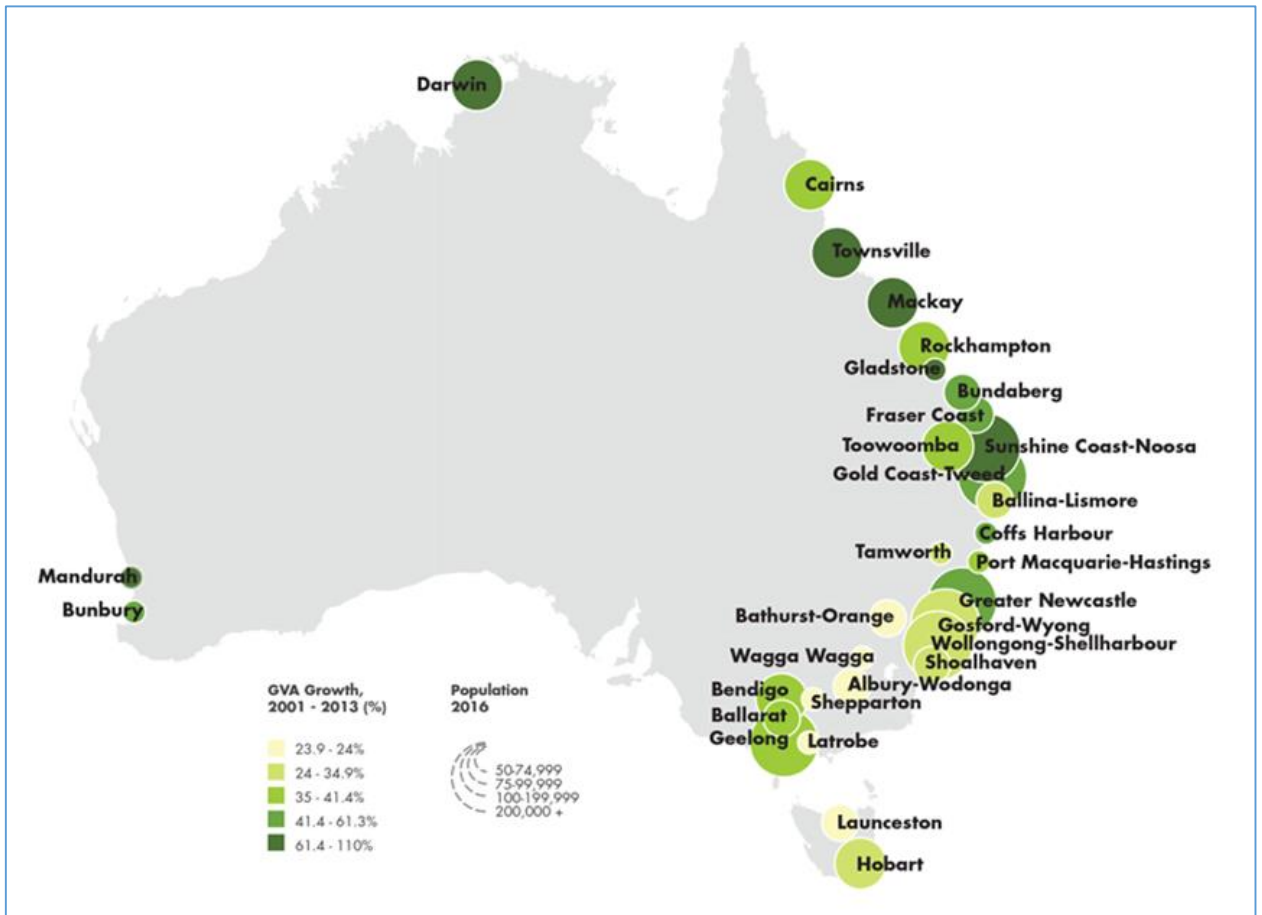 Darwin
Cairns
Townsville
Mackay
Rockhampton
Gladstone
Bundaberg
Fraser Coast
Toowoomba
Sunshine Coast-Noosa
Gold Coast-Tweed
Ballina-Lismore
Coffs Harbour
Tamworth
Port Macquarie-Hastings
Mandurah
Bunbury
Greater Newcastle
Bathurst-Orange
Gosford-Wyong
Wollongong-Shellharbour
Wagga Wagga
Shoalhaven
Albury-Wodonga
Bendigo
Shepparton
Ballarat
Geelong
Latrobe
Launceston
Hobart
GVA Growth,
2001 - 2013 (%)
23.9 - 24%
24 - 34.9%
35 - 41.4%
41.4 - 61.3%
61.4 - 110%
Population
2016
50-74,999
75-99,999
100-199,999
200,000 +